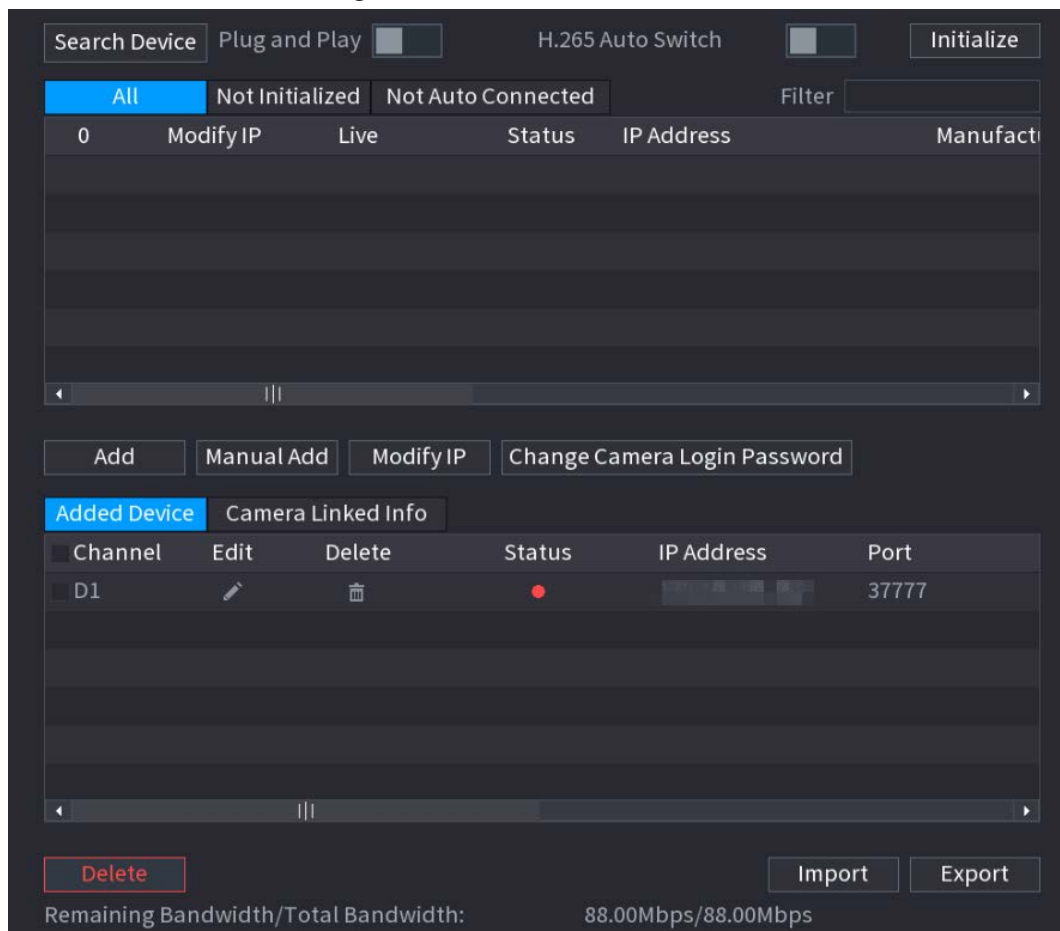 Search Device Plug and Play H.265 Auto Switch Initialize
All Not Initialized Not Auto Connected Filter
0 Modify IP Live Status IP Address Manufactu
Add Manual Add Modify IP Change Camera Login Password
Added Device Camera Linked Info
Channel Edit Delete Status IP Address Port
D1 37777
Delete Import Export
Remaining Bandwidth/Total Bandwidth: 88.00Mbps/88.00Mbps